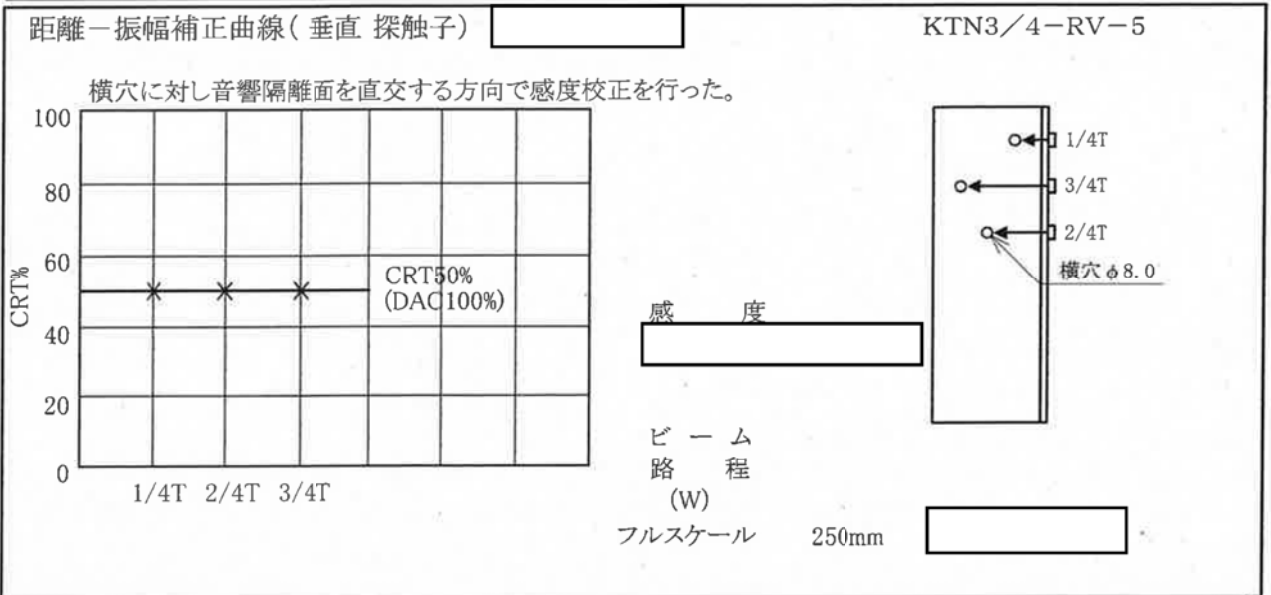 距離－振幅補正曲線( 垂直 探触子)
KTN3／4－RV－5
横穴に対し音響隔離面を直交する方向で感度校正を行った。
100
80
60
40
20
0
CRT%
CRT50%
(DAC100%)
1/4T 2/4T 3/4T
1/4T
3/4T
2/4T
横穴φ8.0
感 度
ビ ー ム
路 程
(W)
フルスケール 250mm